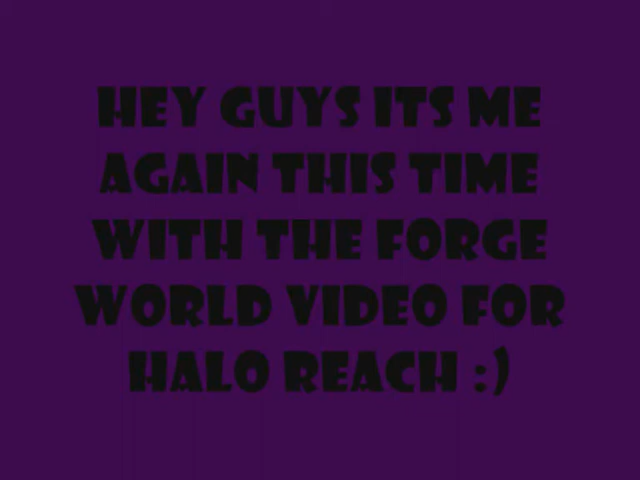 HEY GUYS ITS ME
AGAIN THIS TIME
WITH THE FORGE
WORLD VIDEO FOR
HALO REACH :)